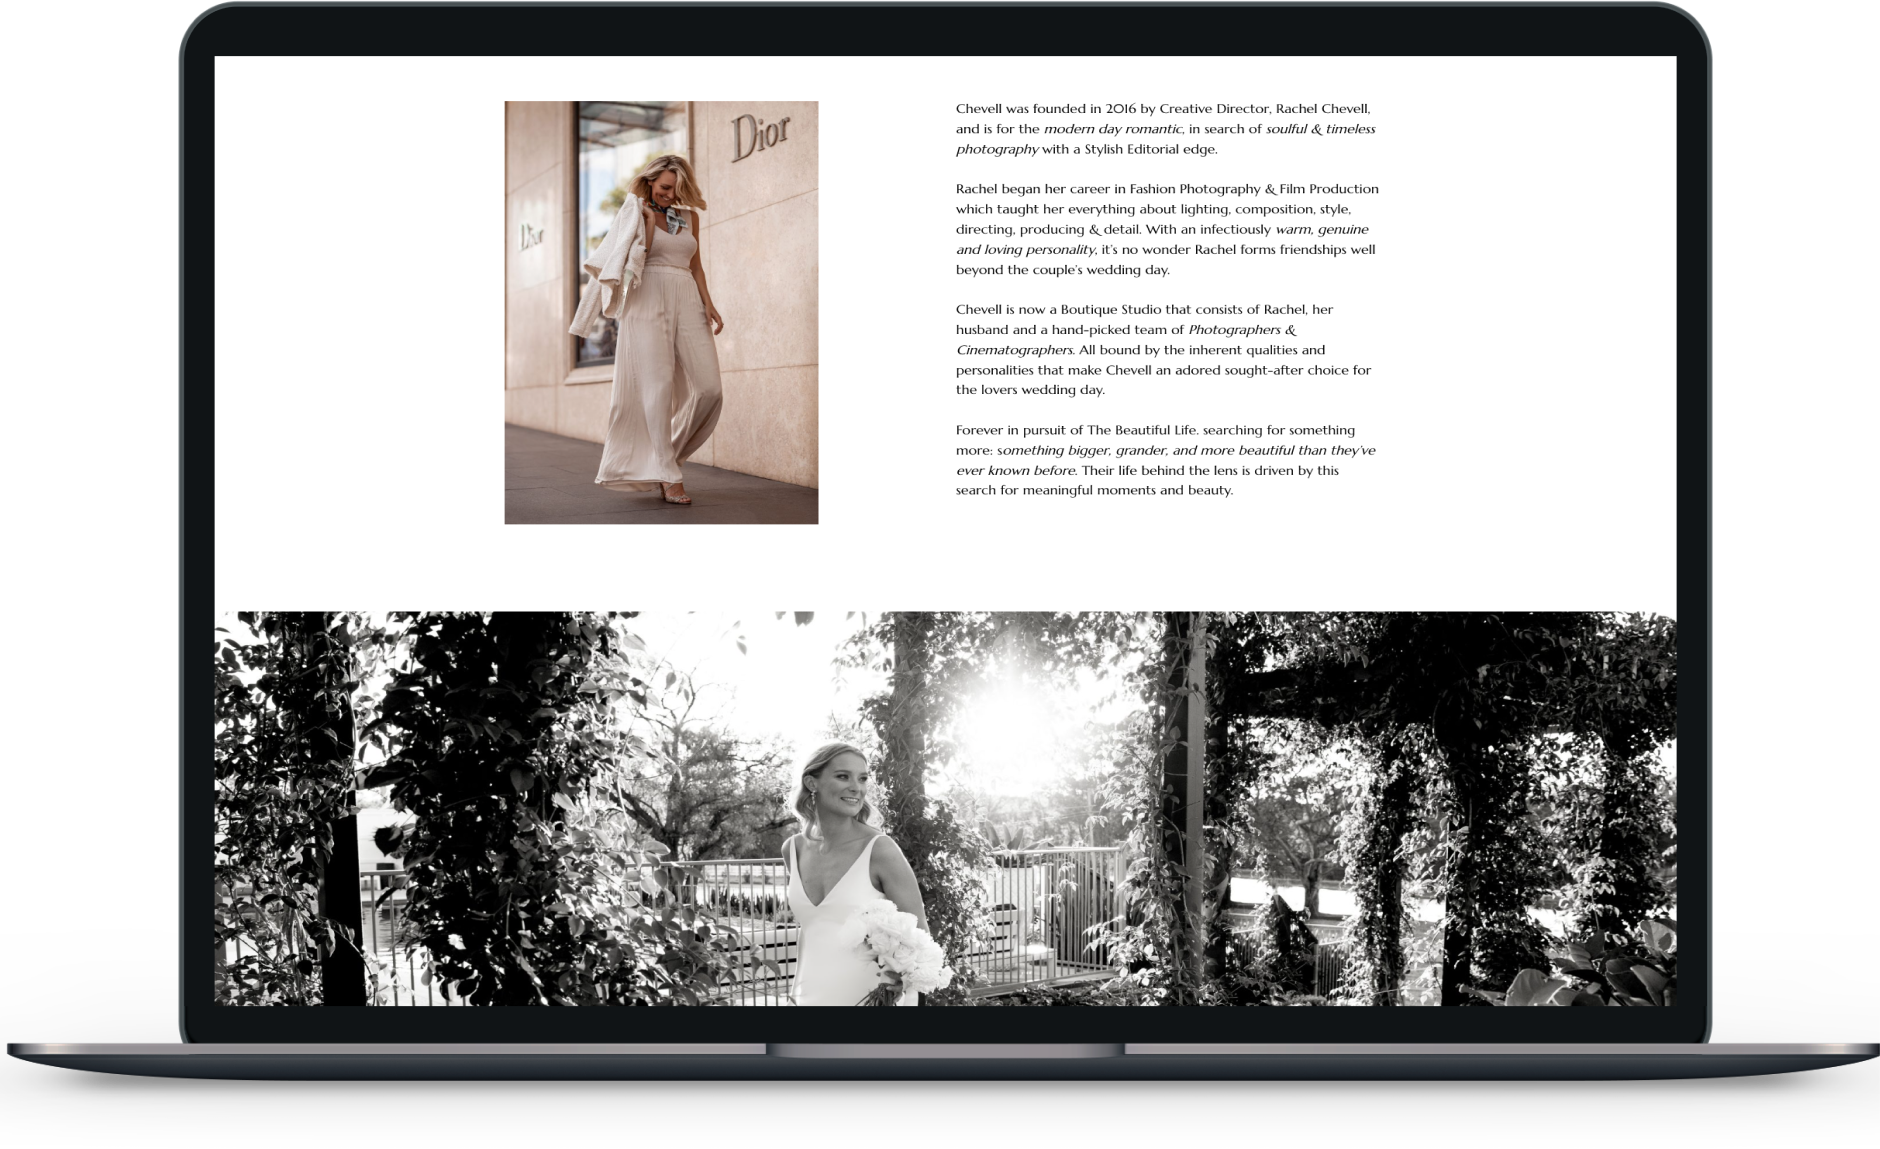 Dior
Dior
Chevell was founded in 2016 by Creative Director, Rachel Chevell,
and is for the modern day romantic, in search of soulful & timeless
photography with a Stylish Editorial edge.
Rachel began her career in Fashion Photography & Film Production
which taught her everything about lighting, composition, style,
directing, producing & detail. With an infectiously warm, genuine
and loving personality, it's no wonder Rachel forms friendships well
beyond the couple's wedding day.
Chevell is now a Boutique Studio that consists of Rachel, her
husband and a hand-picked team of Photographers &
Cinematographers. All bound by the inherent qualities and
personalities that make Chevell an adored sought-after choice for
the lovers wedding day.
Forever in pursuit of The Beautiful Life. searching for something
more: something bigger, grander, and more beautiful than they've
ever known before. Their life behind the lens is driven by this
search for meaningful moments and beauty.